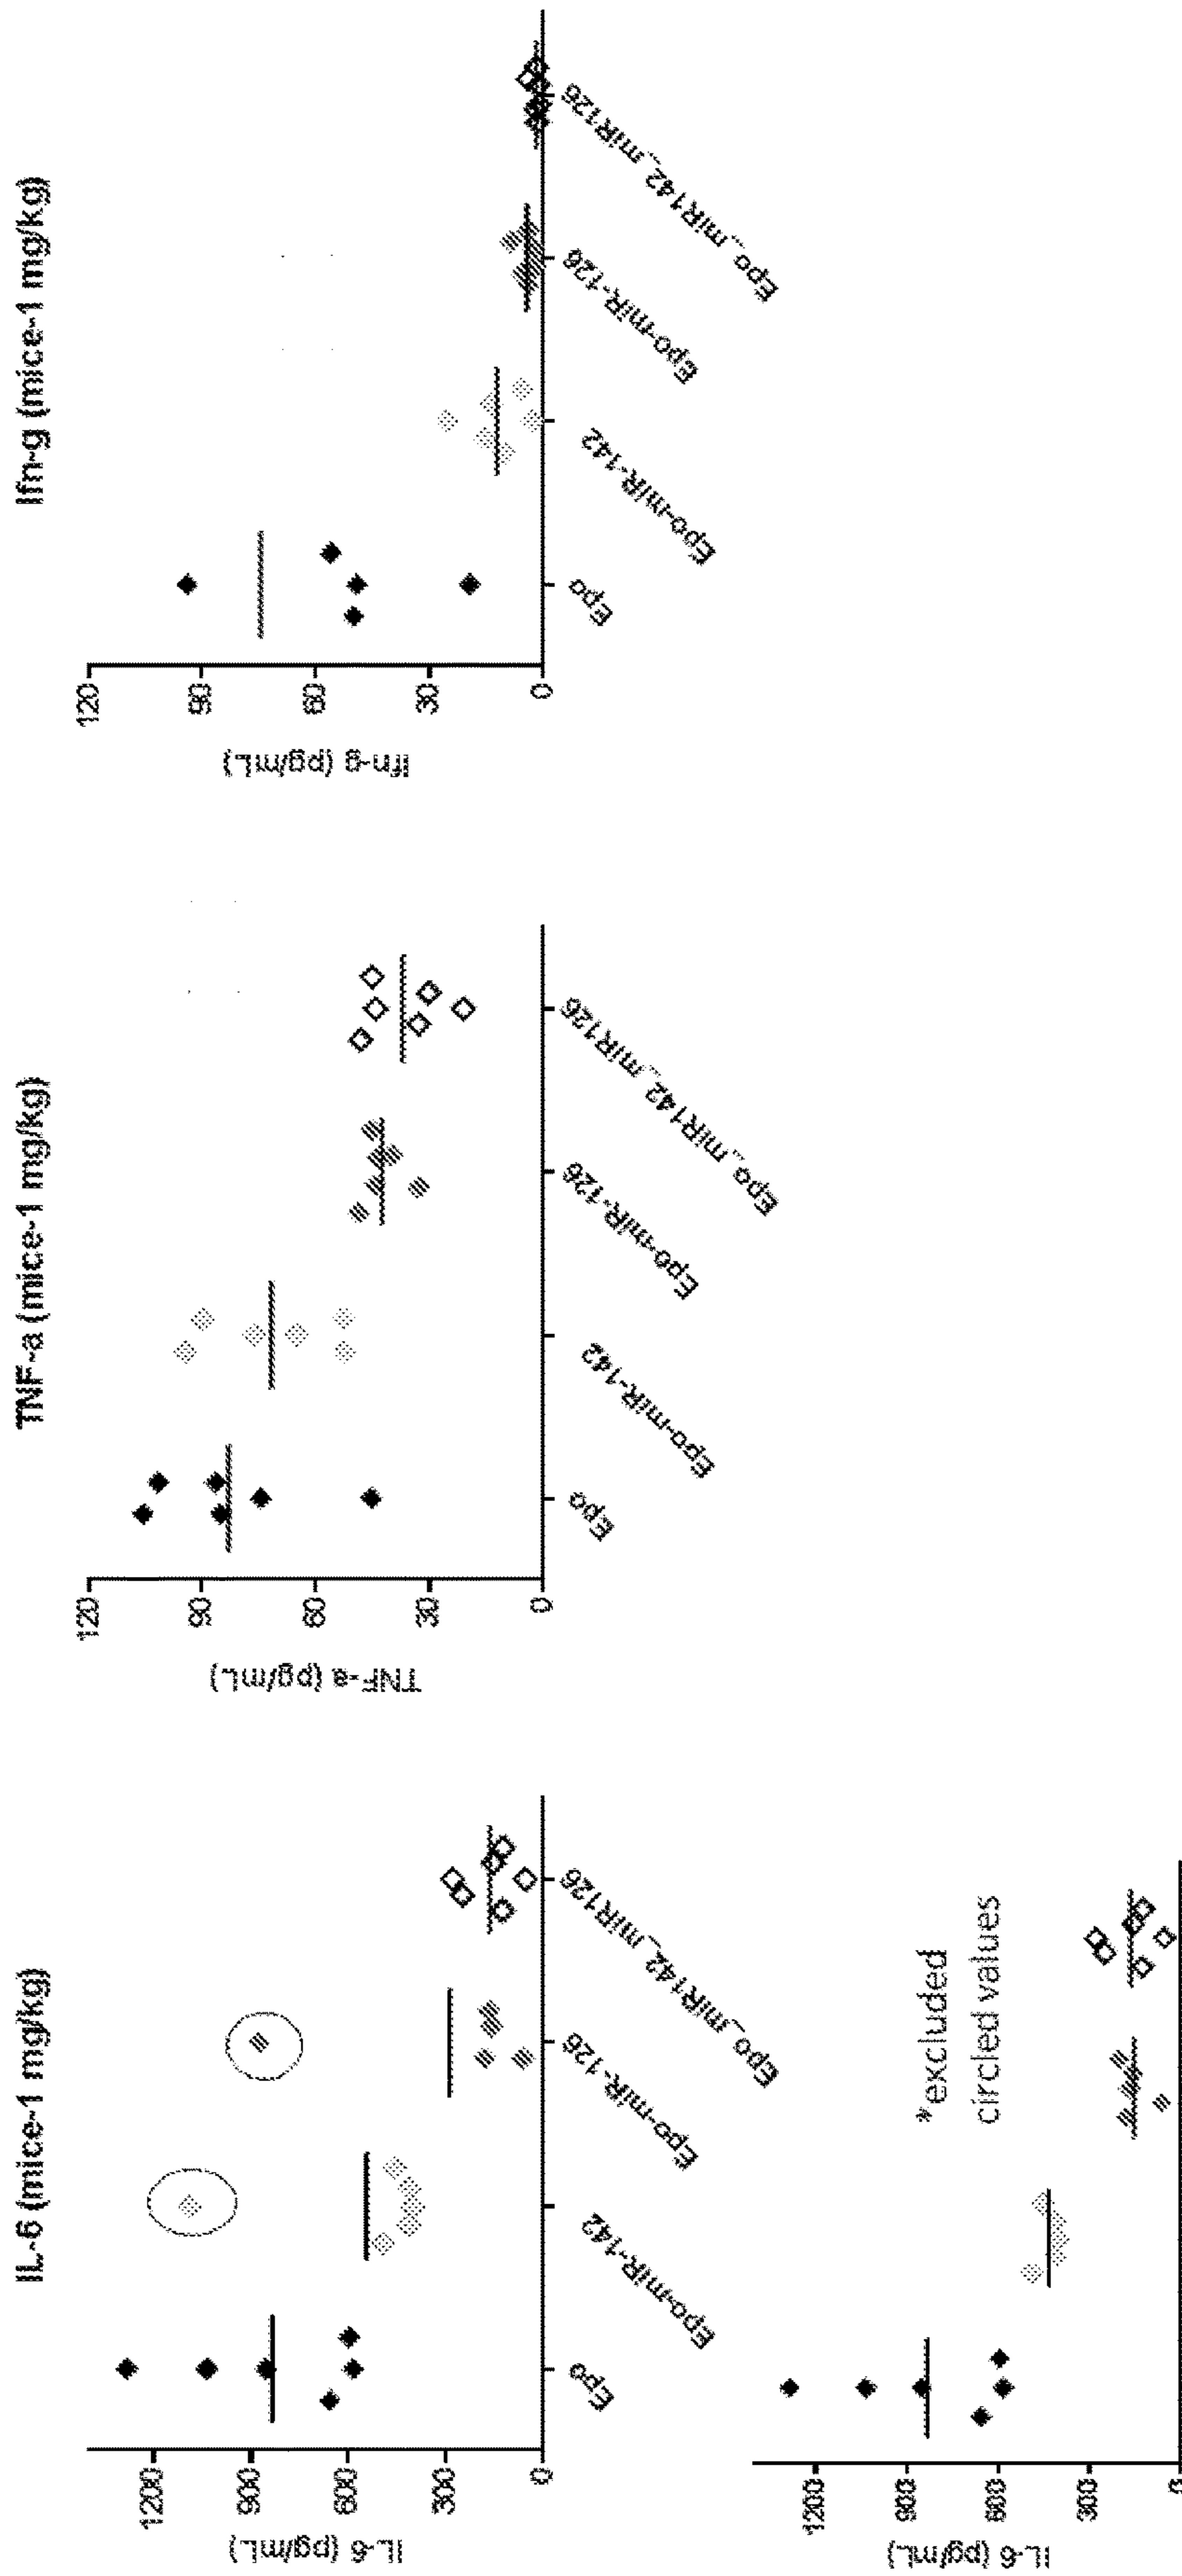 IL-6 (mice-1 mg/kg)
IL-6 (pg/mL)
1200
900
600
300
0
Epo
Epo-miR-142
Epo-miR-126
Epo_miR142_miR126
TNF-a (mice-1 mg/kg)
TNF-a (pg/mL)
120
90
60
30
0
Epo
Epo-miR-142
Epo-miR-126
Epo_miR142_miR126
Ifn-g (mice-1 mg/kg)
Ifn-g (pg/mL)
120
90
60
30
0
Epo
Epo-miR-142
Epo-miR-126
Epo_miR142_miR126
IL-6 (pg/mL)
1200
900
600
300
0
*excluded
circled values